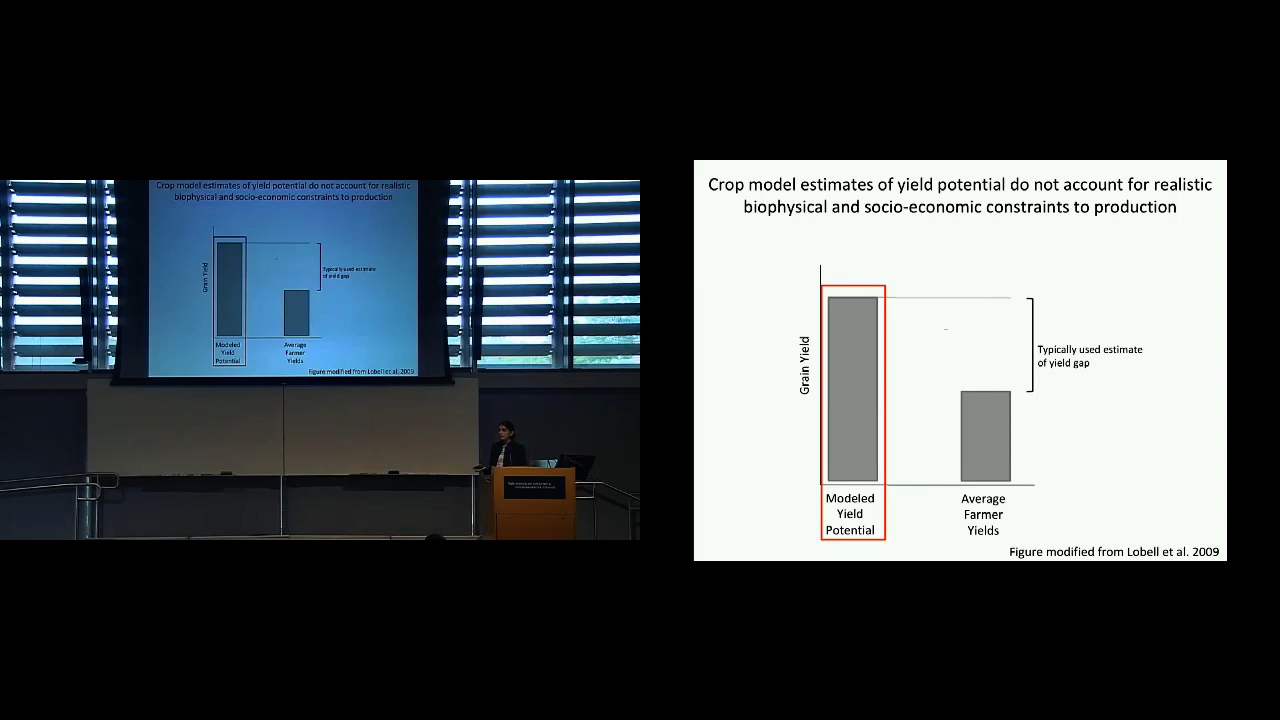 Crop model estimates of yield potential do not account for realistic
biophysical and socio-economic constraints to production
Grain Yield
Typically used estimate
of yield gap
Modeled
Yield
Potential
Average
Farmer
Yields
Figure modified from Lobell et al. 2009
Crop model estimates of yield potential do not account for realistic
biophysical and socio-economic constraints to production
Grain Yield
Typically used estimate
of yield gap
Modeled
Yield
Potential
Average
Farmer
Yields
Figure modified from Lobell et al. 2009